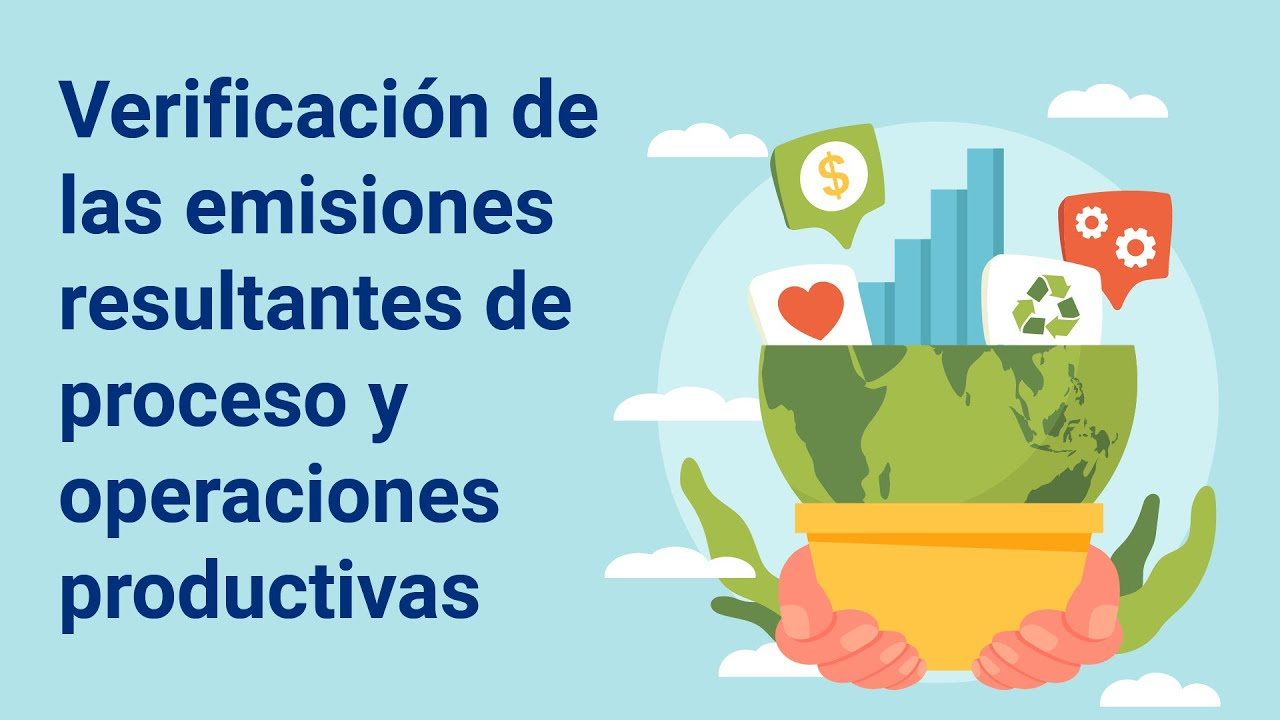 Verificación de
las emisiones
resultantes de
proceso y
operaciones
productivas
$